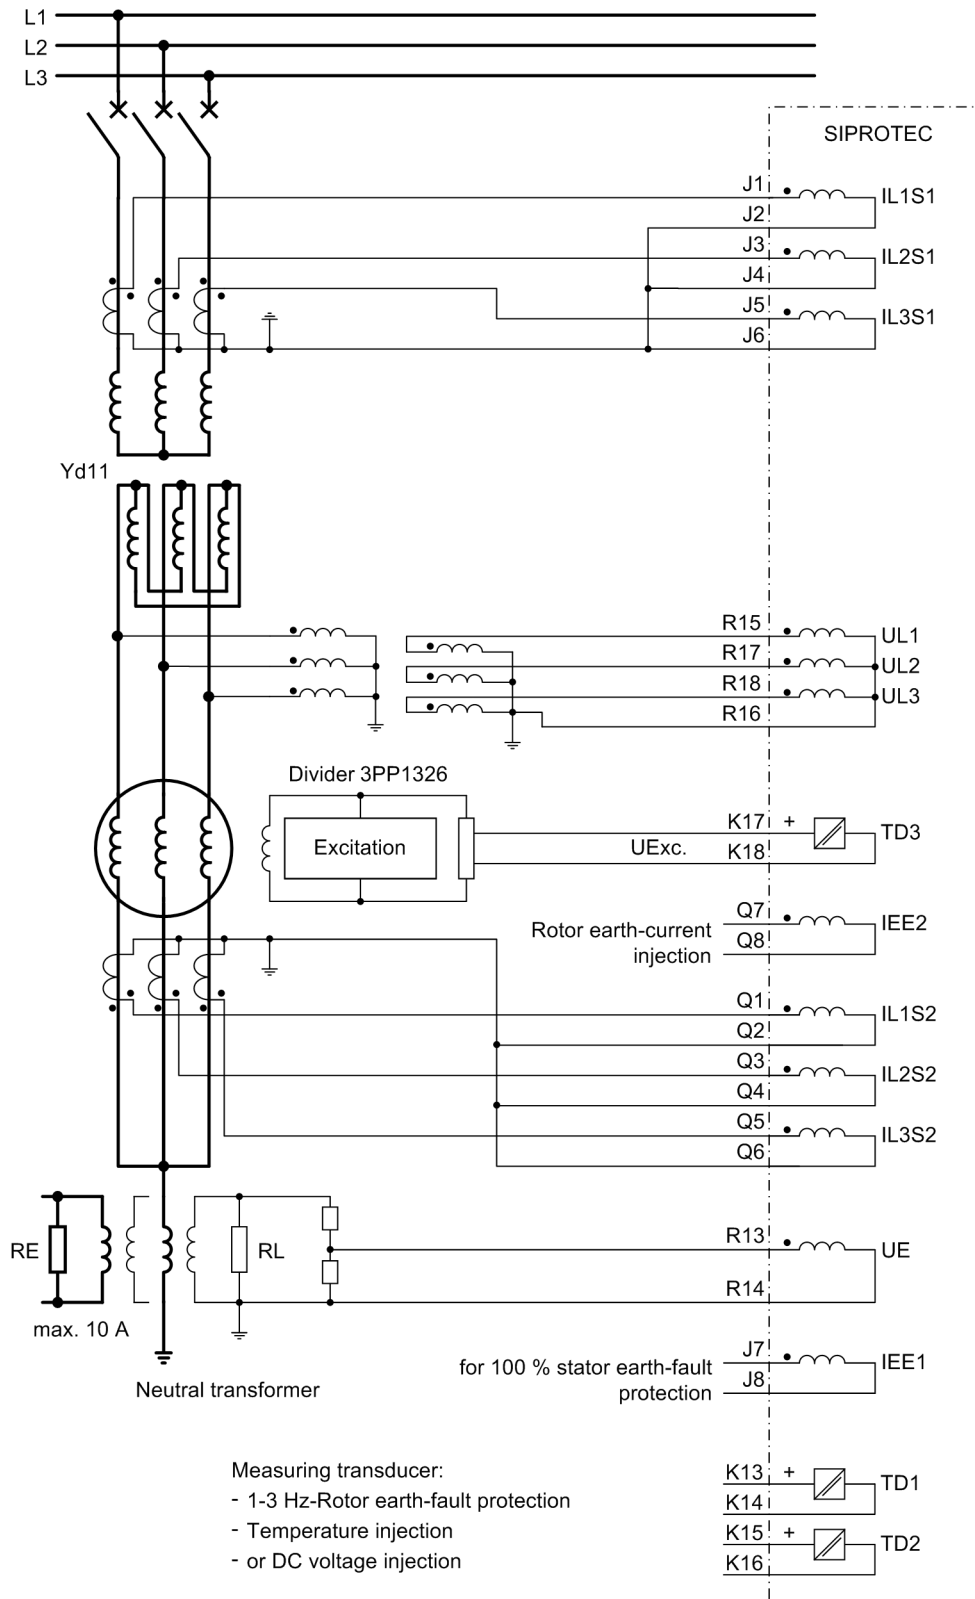 L1
L2
L3
SIPROTEC
J1
IL1S1
J2
J3
IL2S1
J4
J5
IL3S1
J6
Yd11
R15
UL1
R17
UL2
R18
UL3
R16
Divider 3PP1326
Excitation
UExc.
K17 +
TD3
K18
Rotor earth-current
injection
Q7
IEE2
Q8
Q1
IL1S2
Q2
Q3
IL2S2
Q4
Q5
IL3S2
Q6
RE
RL
R13
UE
R14
max. 10 A
Neutral transformer
for 100 % stator earth-fault
protection
J7
IEE1
J8
Measuring transducer:
- 1-3 Hz-Rotor earth-fault protection
- Temperature injection
- or DC voltage injection
K13 +
TD1
K14
K15 +
TD2
K16